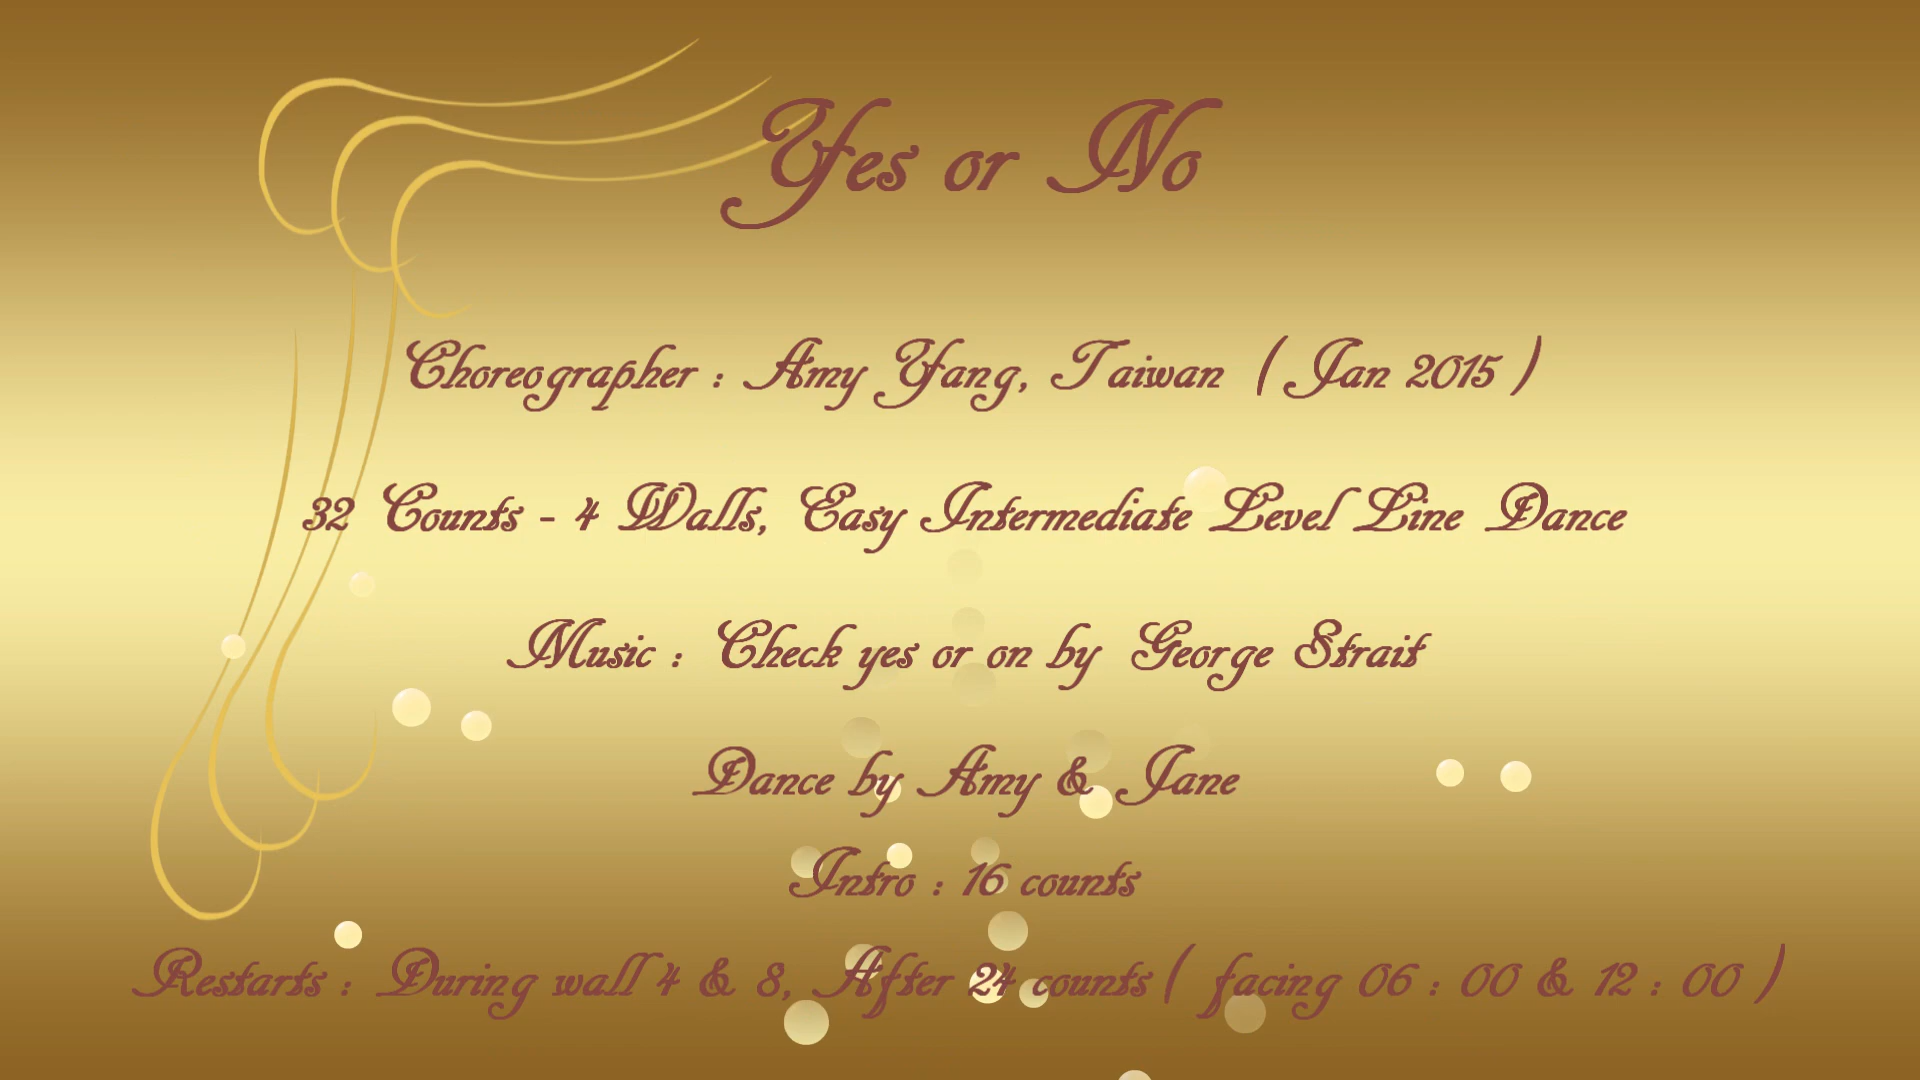 Yes or No
Choreographer : Amy Yang, Taiwan ( Jan 2015 )
32 Counts - 4 Walls, Easy Intermediate Level Line Dance
Music : Check yes or on by George Strait
Dance by Amy & Jane
Intro : 16 counts
Restarts : During wall 4 & 8, After 24 counts ( facing 06 : 00 & 12 : 00 )